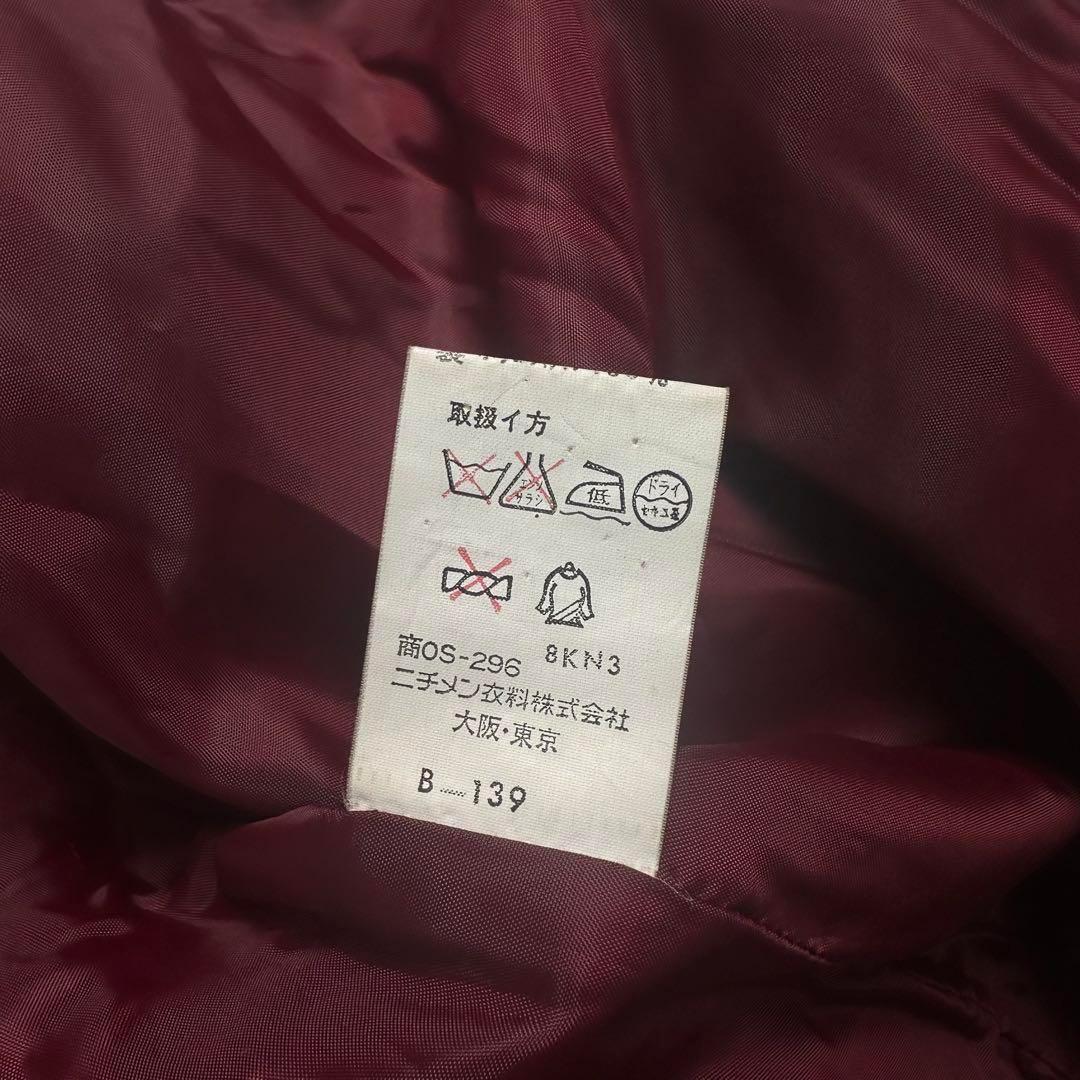 取扱イ方
エンソ
サラシ
低
ドライ
セキユ系
8KN3
商OS-296
ニチメン衣料株式会社
大阪・東京
B-139